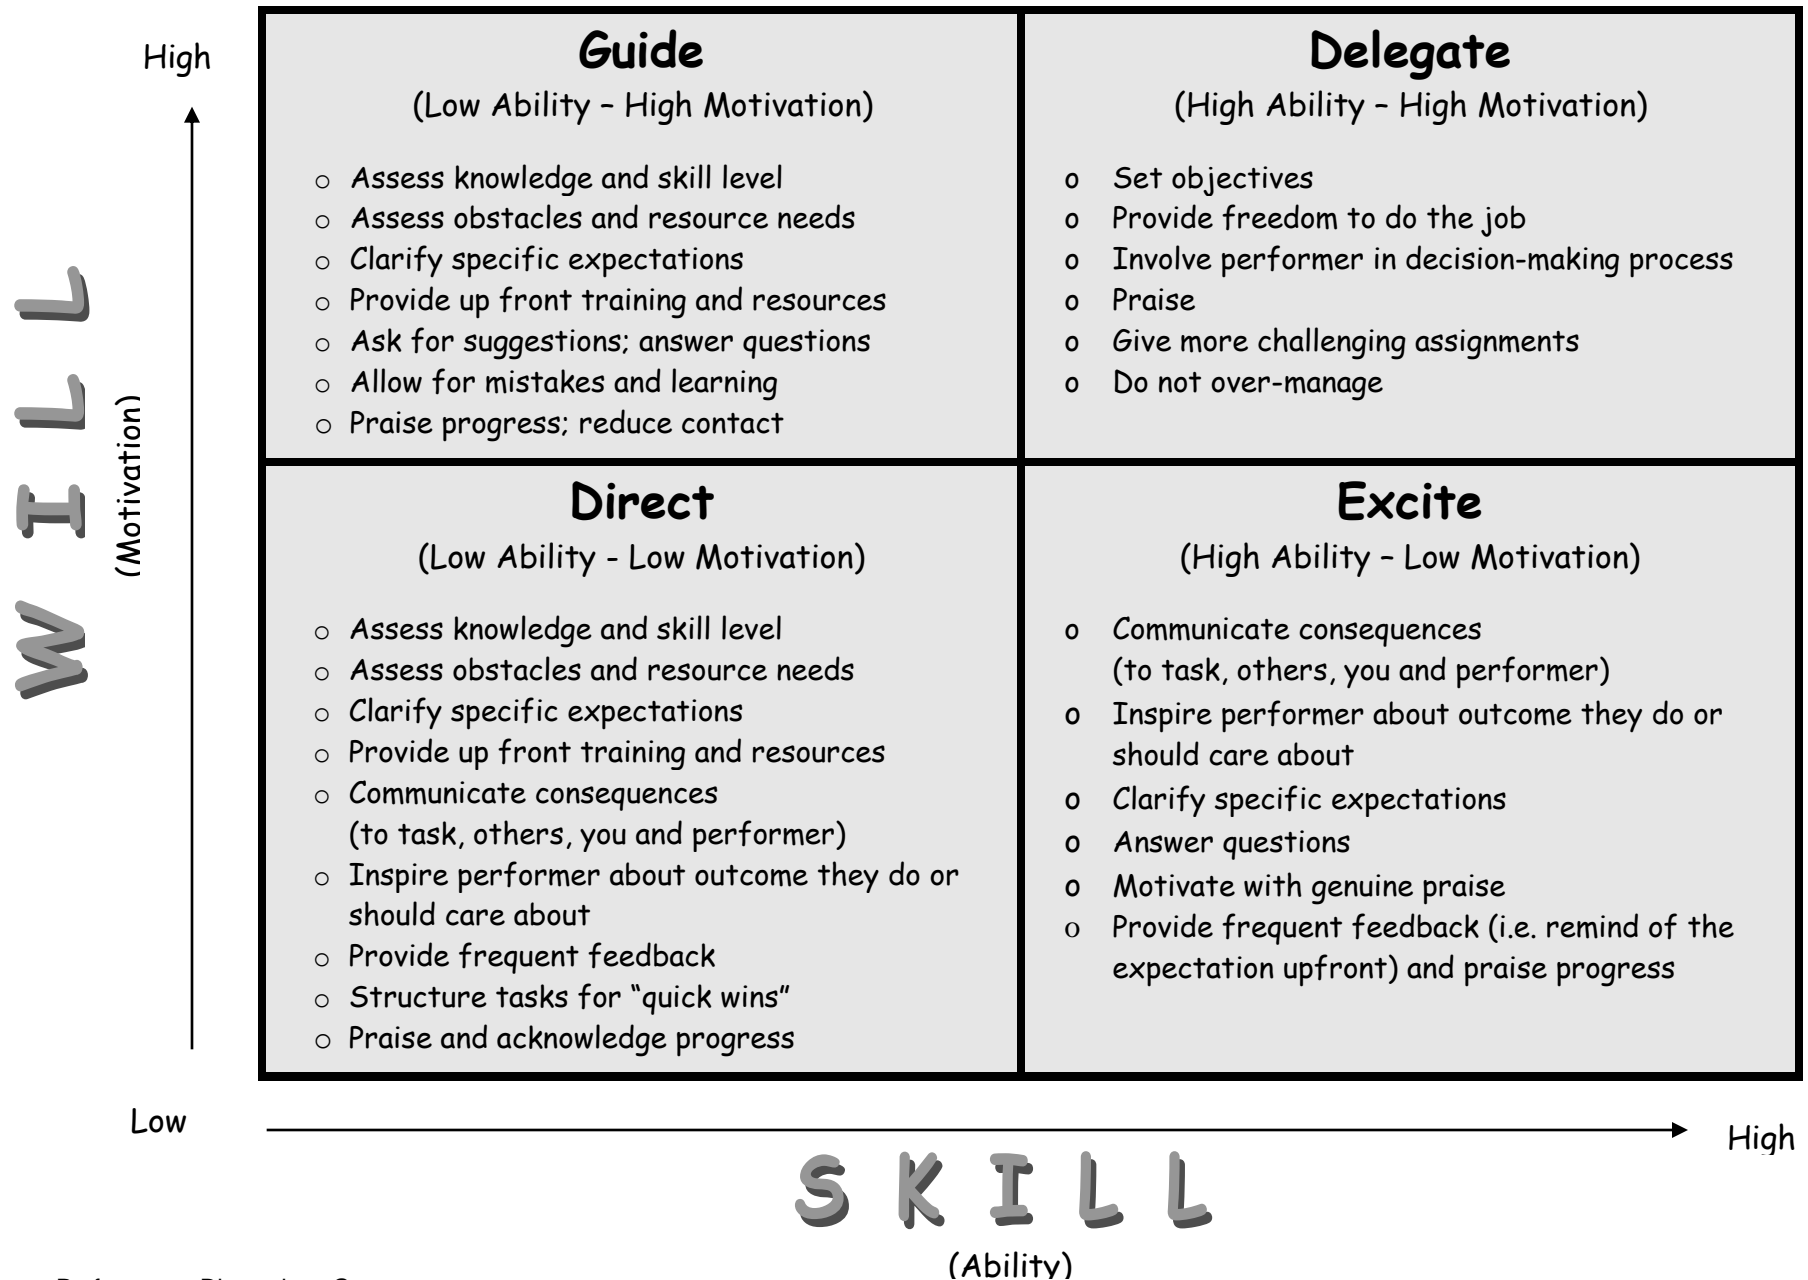 High
Guide
(Low Ability – High Motivation)
o Assess knowledge and skill level
o Assess obstacles and resource needs
o Clarify specific expectations
o Provide up front training and resources
o Ask for suggestions; answer questions
o Allow for mistakes and learning
o Praise progress; reduce contact
Delegate
(High Ability – High Motivation)
o Set objectives
o Provide freedom to do the job
o Involve performer in decision-making process
o Praise
o Give more challenging assignments
o Do not over-manage
WILL
(Motivation)
Direct
(Low Ability - Low Motivation)
o Assess knowledge and skill level
o Assess obstacles and resource needs
o Clarify specific expectations
o Provide up front training and resources
o Communicate consequences
(to task, others, you and performer)
o Inspire performer about outcome they do or
should care about
o Provide frequent feedback
o Structure tasks for “quick wins”
o Praise and acknowledge progress
Excite
(High Ability – Low Motivation)
o Communicate consequences
(to task, others, you and performer)
o Inspire performer about outcome they do or
should care about
o Clarify specific expectations
o Answer questions
o Motivate with genuine praise
o Provide frequent feedback (i.e. remind of the
expectation upfront) and praise progress
Low
High
SKILL
(Ability)